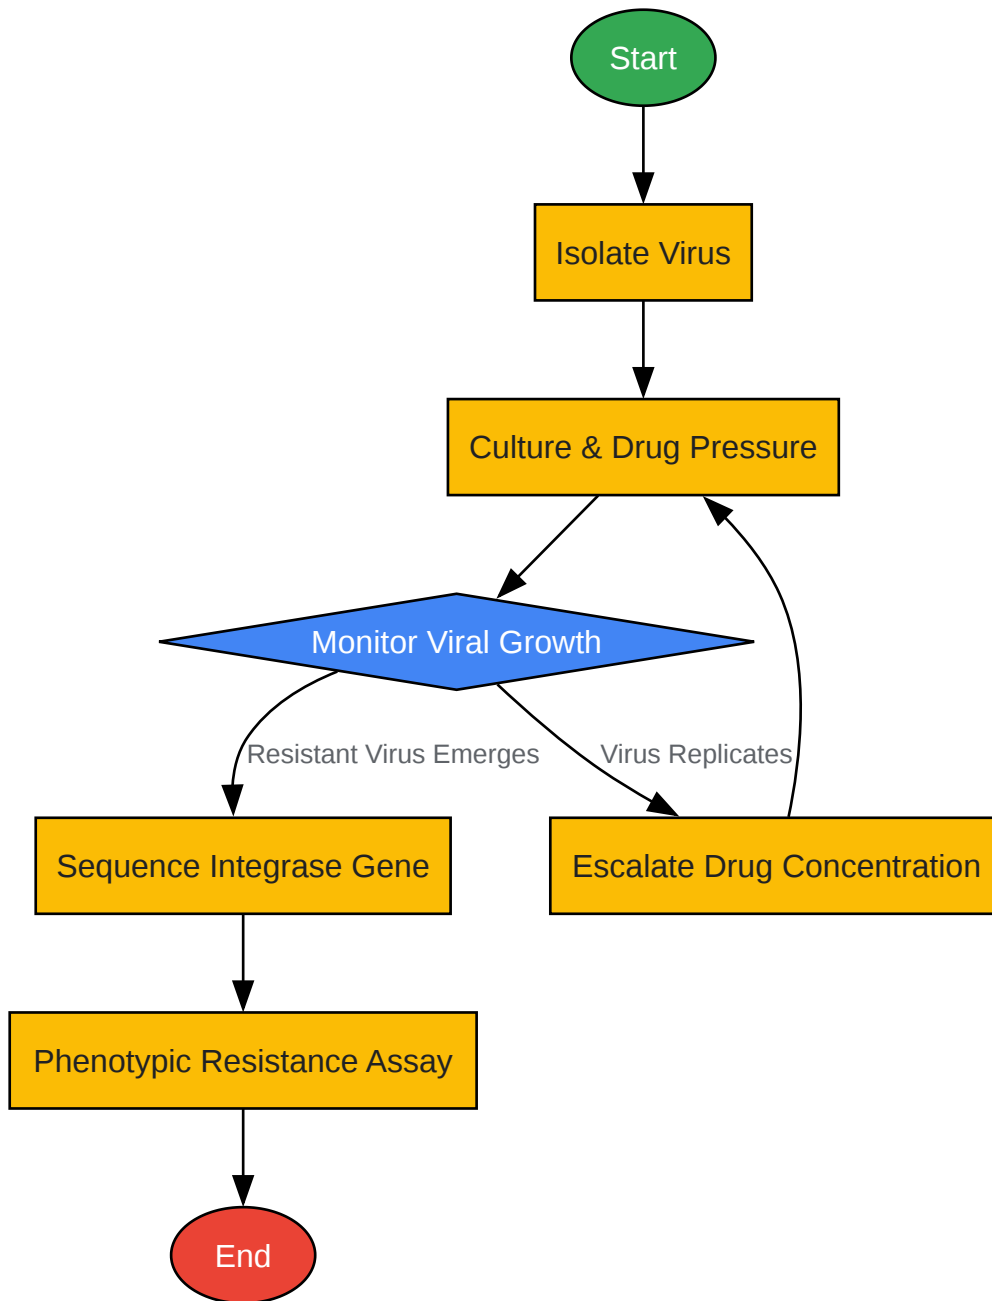 Start
Isolate Virus
Culture & Drug Pressure
Monitor Viral Growth
Resistant Virus Emerges
Virus Replicates
Sequence Integrase Gene
Escalate Drug Concentration
Phenotypic Resistance Assay
End